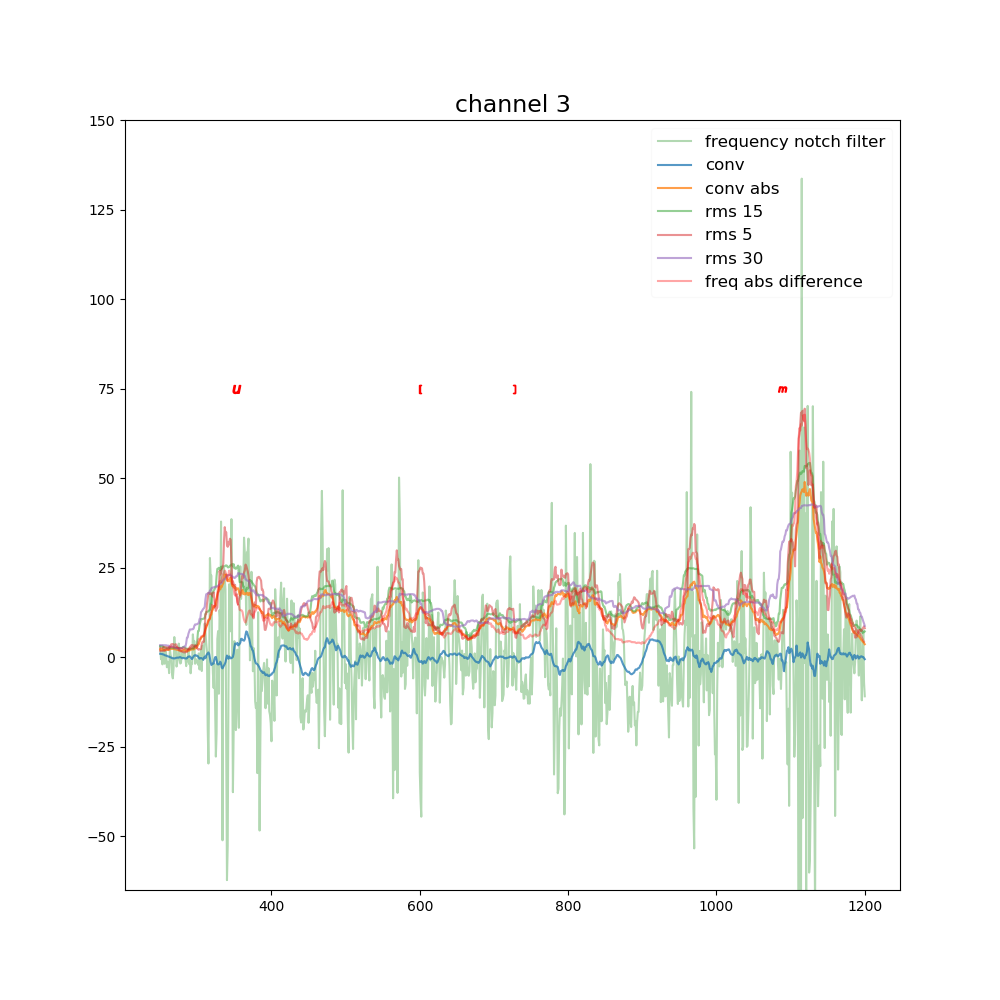 channel 3
150
125
100
75
50
25
0
−25
−50
frequency notch filter
conv
conv abs
rms 15
rms 5
rms 30
freq abs difference
u [ ] m
400 600 800 1000 1200